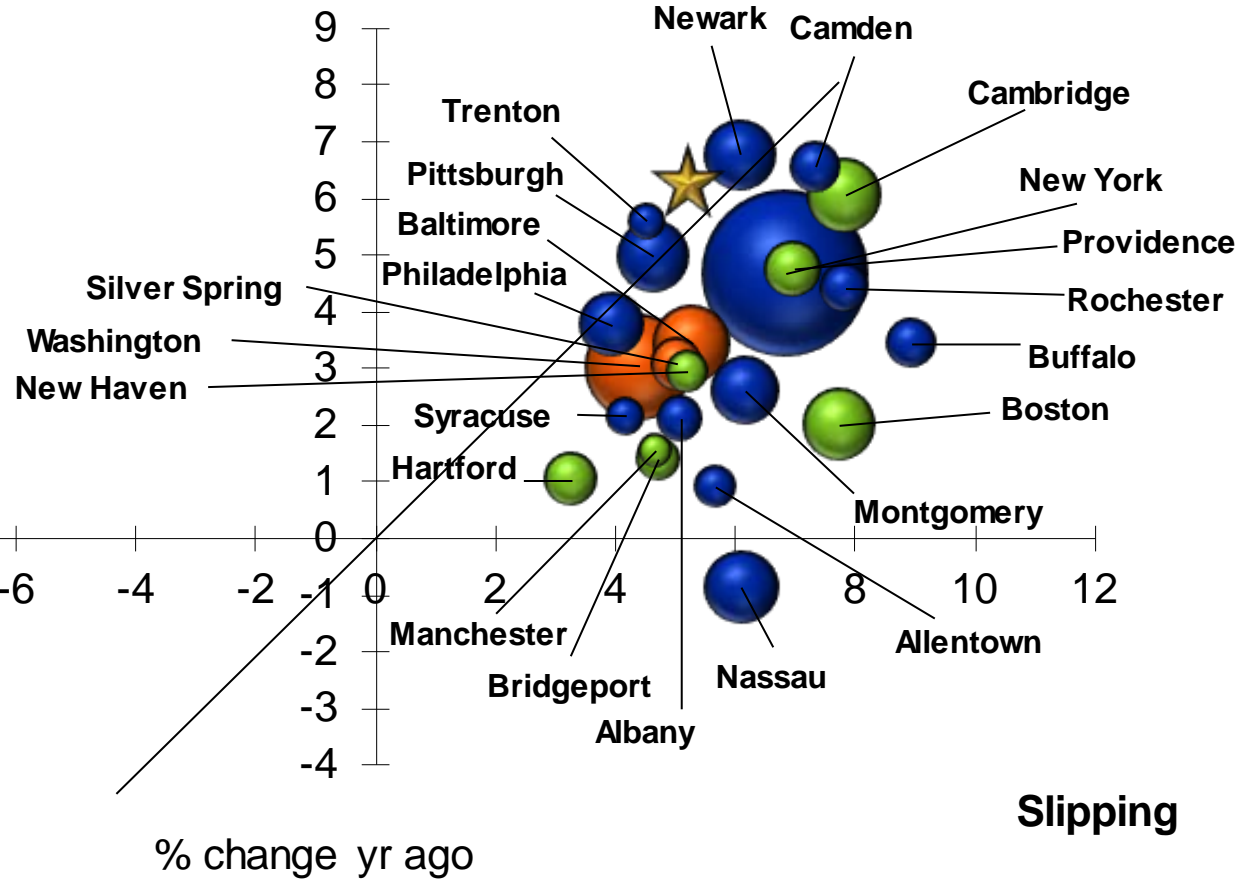 9
Newark
Camden
8
Cambridge
Trenton
7
Pittsburgh
New York
6
Baltimore
Providence
5
Philadelphia
Silver Spring
Rochester
4
Washington
Buffalo
3
New Haven
Boston
Syracuse
2
Hartford
1
Montgomery
0
-6 -4 -2 0 2 4 6 8 10 12
-1
Manchester
Allentown
-2
Nassau
Bridgeport
-3
Albany
-4
Slipping
% change yr ago